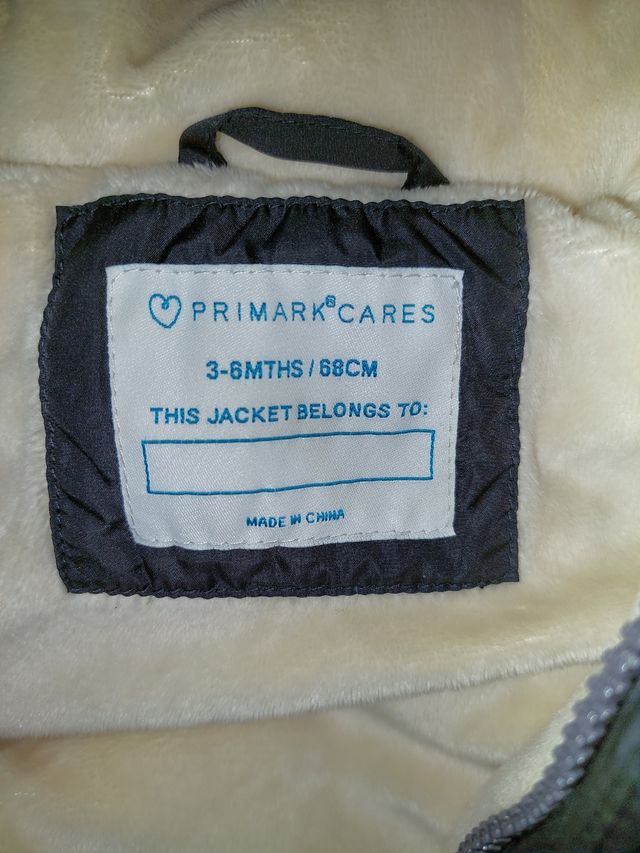 PRIMARK® CARES
3-6MTHS / 68CM
THIS JACKET BELONGS TO:
MADE IN CHINA